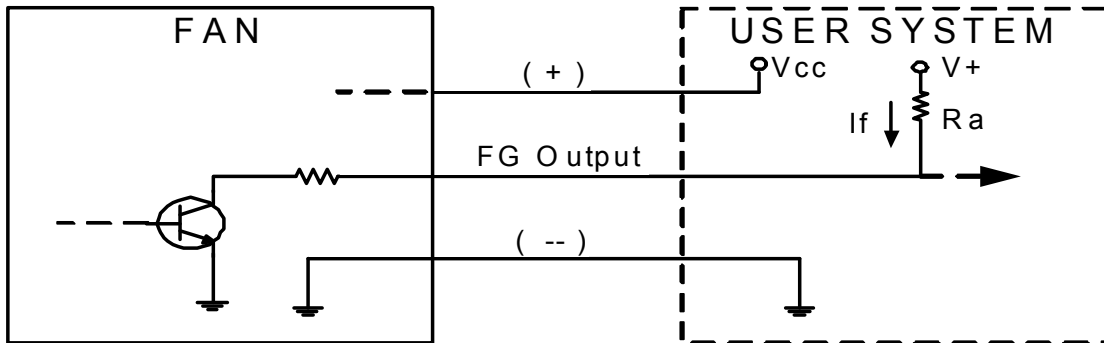 FAN
USER SYSTEM
Vcc
V+
( + )
If
Ra
FG Output
( -- )